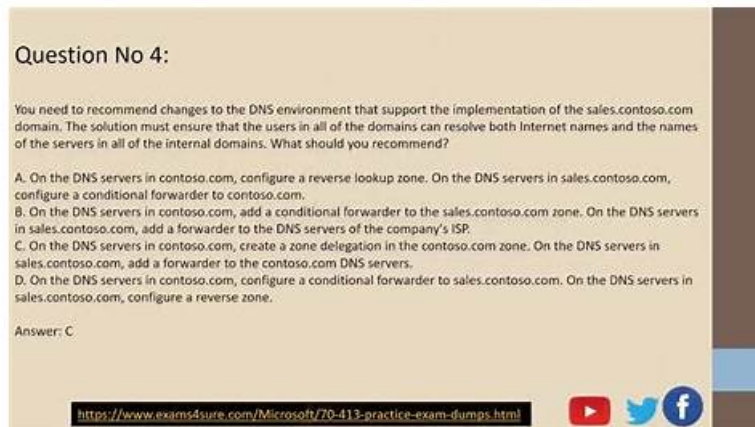 Question No 4:
You need to recommend changes to the DNS environment that support the implementation of the sales.contoso.com
domain. The solution must ensure that the users in all of the domains can resolve both Internet names and the names
of the servers in all of the internal domains. What should you recommend?
A. On the DNS servers in contoso.com, configure a reverse lookup zone. On the DNS servers in sales.contoso.com,
configure a conditional forwarder to contoso.com.
B. On the DNS servers in contoso.com, add a conditional forwarder to the sales.contoso.com zone. On the DNS servers
in sales.contoso.com, add a forwarder to the DNS servers of the company's ISP.
C. On the DNS servers in contoso.com, create a zone delegation in the contoso.com zone. On the DNS servers in
sales.contoso.com, add a forwarder to the contoso.com DNS servers.
D. On the DNS servers in contoso.com, configure a conditional forwarder to sales.contoso.com. On the DNS servers in
sales.contoso.com, configure a reverse zone.
Answer: C
https://www.exams4sure.com/Microsoft/70-413-practice-exam-dumps.html